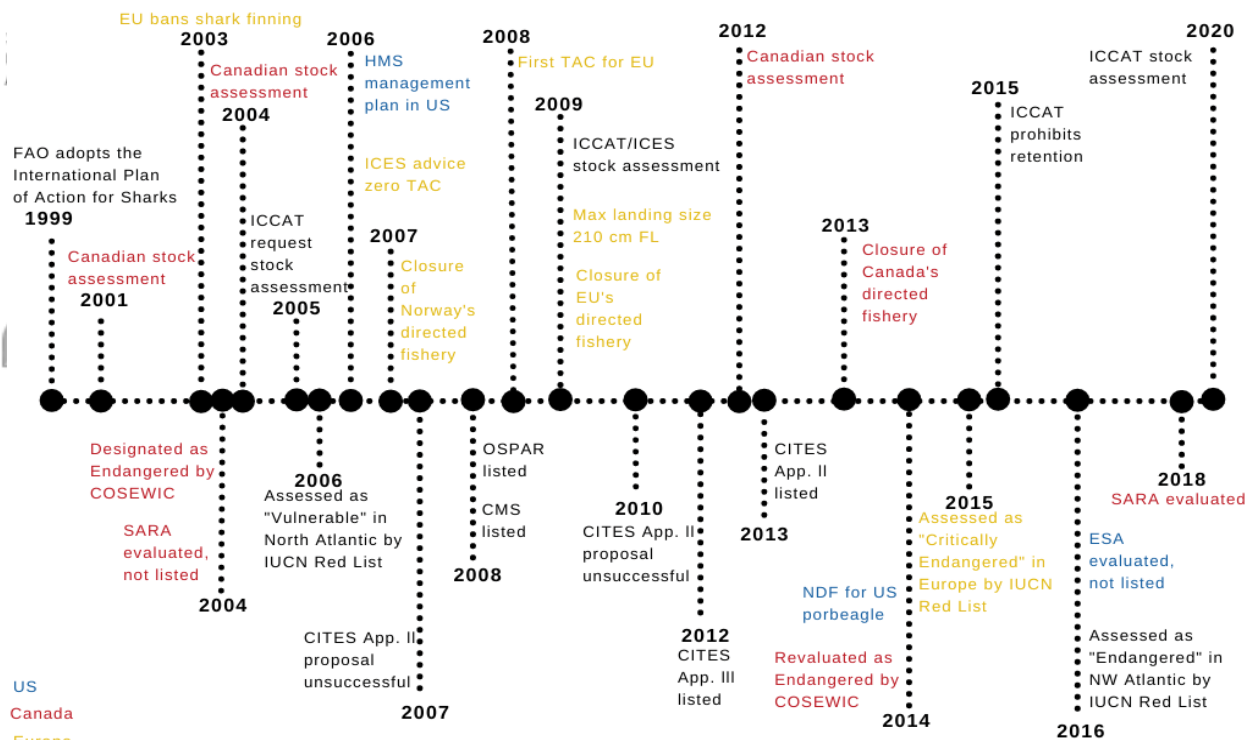 EU bans shark finning
2003
Canadian stock
assessment
2004
2006
HMS
management
plan in US
ICES advice
zero TAC
2008
First TAC for EU
2009
ICCAT/ICES
stock assessment
Max landing size
210 cm FL
Closure of
EU's
directed
fishery
2012
Canadian stock
assessment
2015
ICCAT
prohibits
retention
2020
ICCAT stock
assessment
FAO adopts the
International Plan
of Action for Sharks
1999
Canadian stock
assessment
2001
ICCAT
request
stock
assessment
2005
2007
Closure
of
Norway's
directed
fishery
2013
Closure of
Canada's
directed
fishery
Designated as
Endangered by
COSEWIC
SARA
evaluated,
not listed
2004
2006
Assessed as
"Vulnerable" in
North Atlantic by
IUCN Red List
CITES App. II
proposal
unsuccessful
2007
OSPAR
listed
CMS
listed
2008
2010
CITES App. II
proposal
unsuccessful
2012
CITES
App. III
listed
CITES
App. II
listed
2013
NDF for US
porbeagle
Revaluated as
Endangered by
COSEWIC
2014
2015
Assessed as
"Critically
Endangered" in
Europe by IUCN
Red List
ESA
evaluated,
not listed
Assessed as
"Endangered" in
NW Atlantic by
IUCN Red List
2016
2018
SARA evaluated
US
Canada
Europe